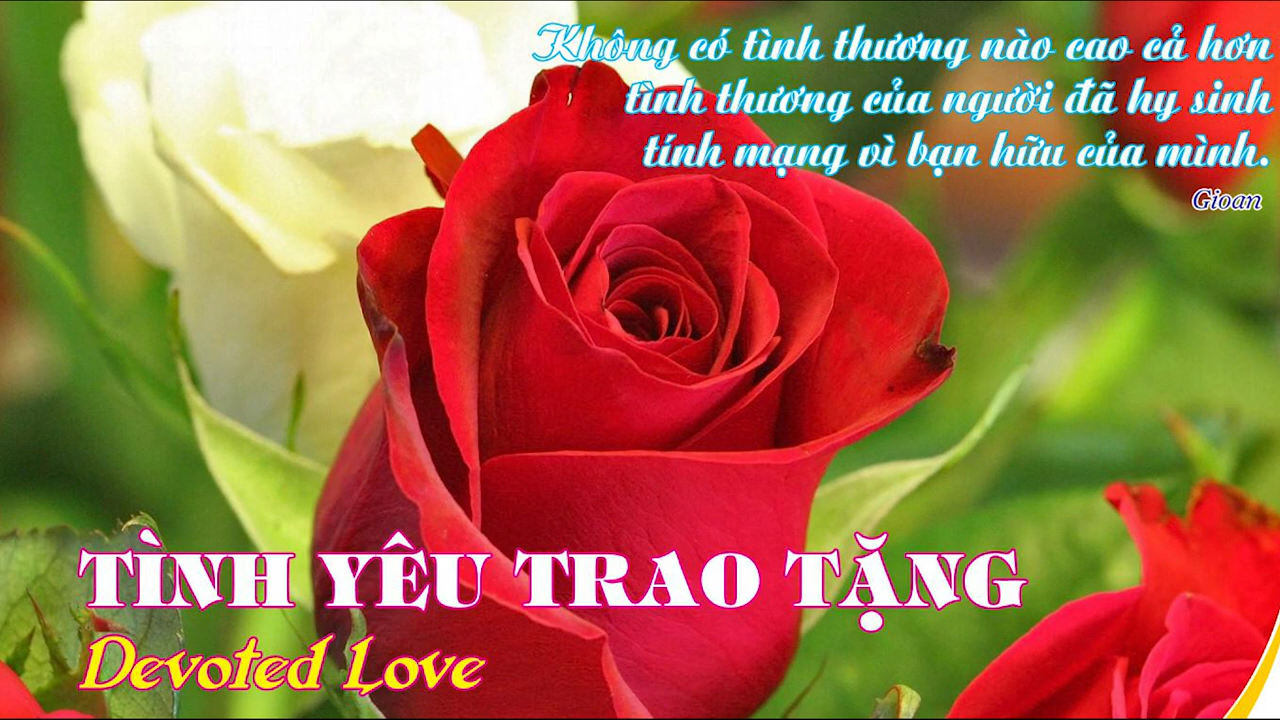 Không có tình thương nào cao cả hơn
tình thương của người đã hy sinh
tính mạng vì bạn hữu của mình.
Gioan
TÌNH YÊU TRAO TẶNG
Devoted Love